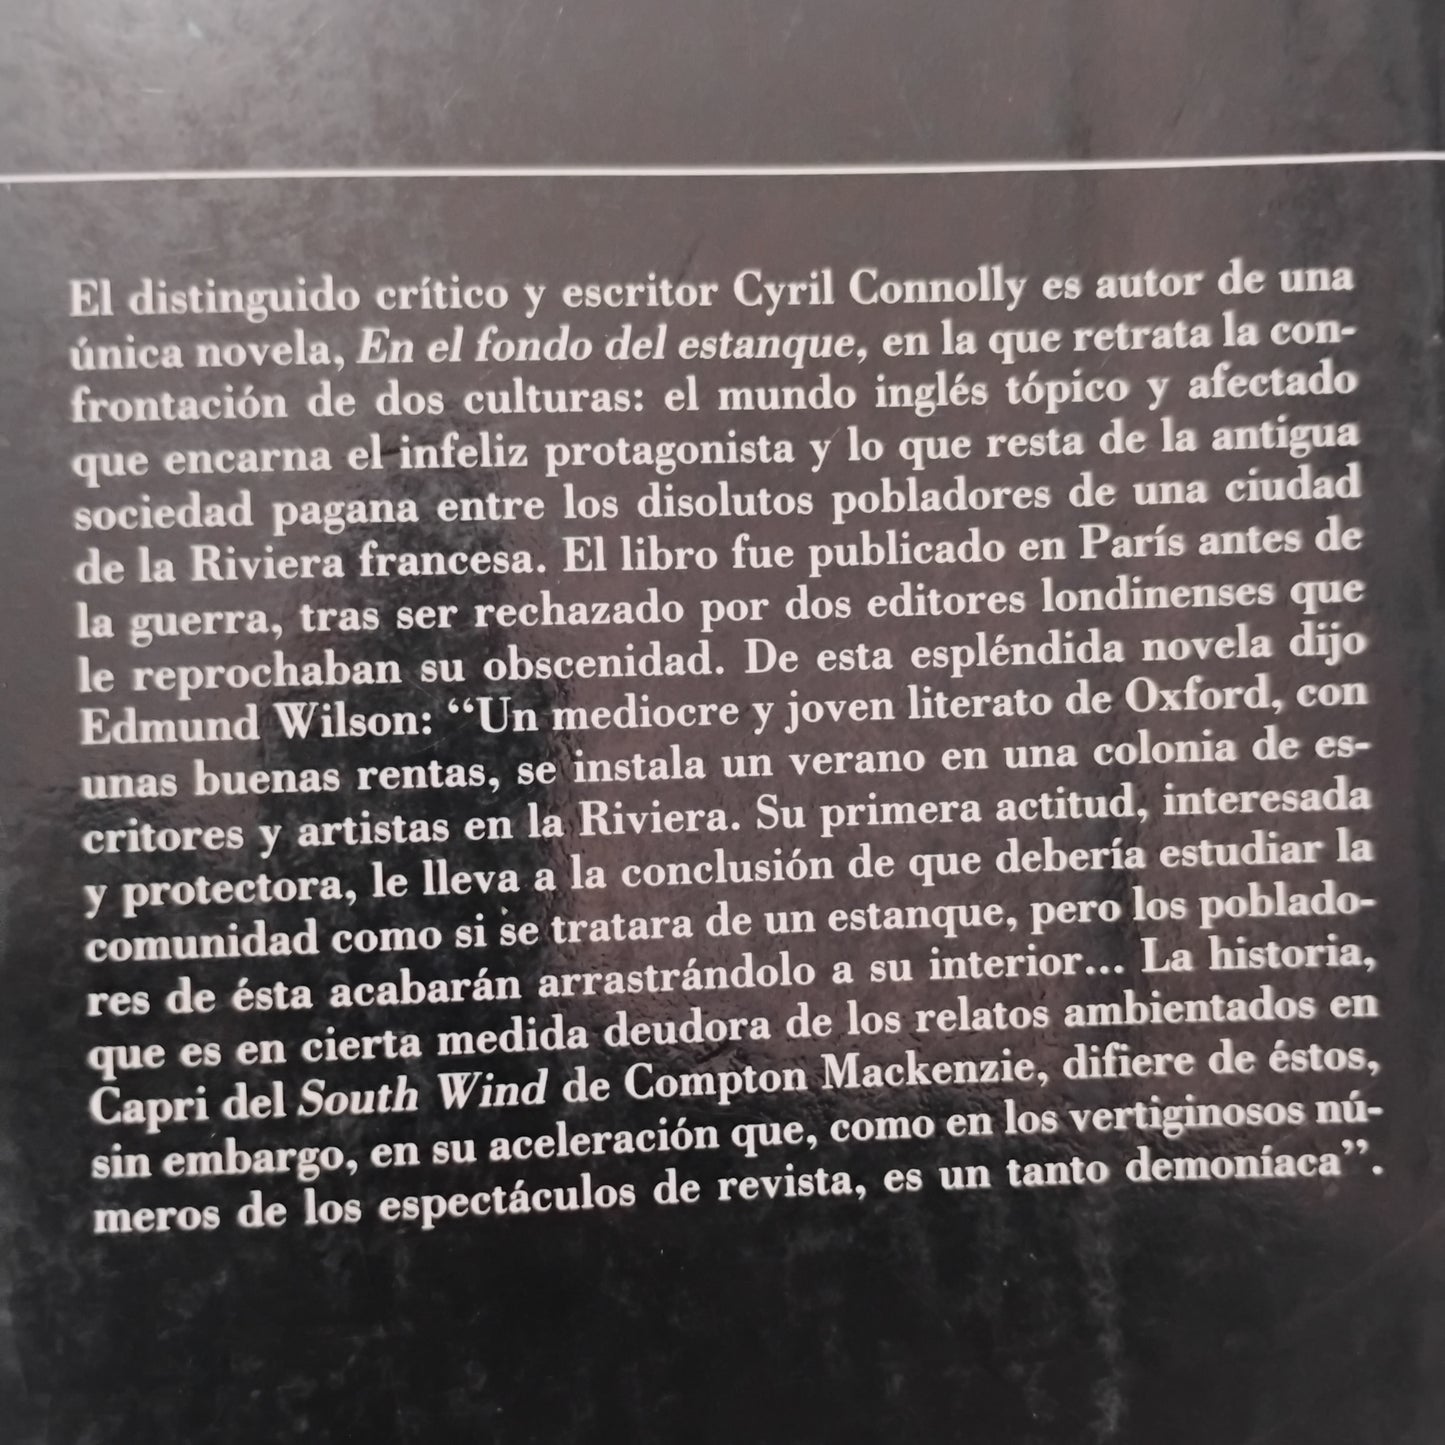 El distinguido crítico y escritor Cyril Connolly es autor de una
única novela, En el fondo del estanque, en la que retrata la con-
frontación de dos culturas: el mundo inglés tópico y afectado
que encarna el infeliz protagonista y lo que resta de la antigua
sociedad pagana entre los disolutos pobladores de una ciudad
de la Riviera francesa. El libro fue publicado en París antes de
la guerra, tras ser rechazado por dos editores londinenses que
le reprochaban su obscenidad. De esta espléndida novela dijo
Edmund Wilson: “Un mediocre y joven literato de Oxford, con
unas buenas rentas, se instala un verano en una colonia de es-
critores y artistas en la Riviera. Su primera actitud, interesada
y protectora, le lleva a la conclusión de que debería estudiar la
comunidad como si se tratara de un estanque, pero los poblado-
res de ésta acabarán arrastrándolo a su interior... La historia,
que es en cierta medida deudora de los relatos ambientados en
Capri del South Wind de Compton Mackenzie, difiere de éstos,
sin embargo, en su aceleración que, como en los vertiginosos nú-
meros de los espectáculos de revista, es un tanto demoníaca”.